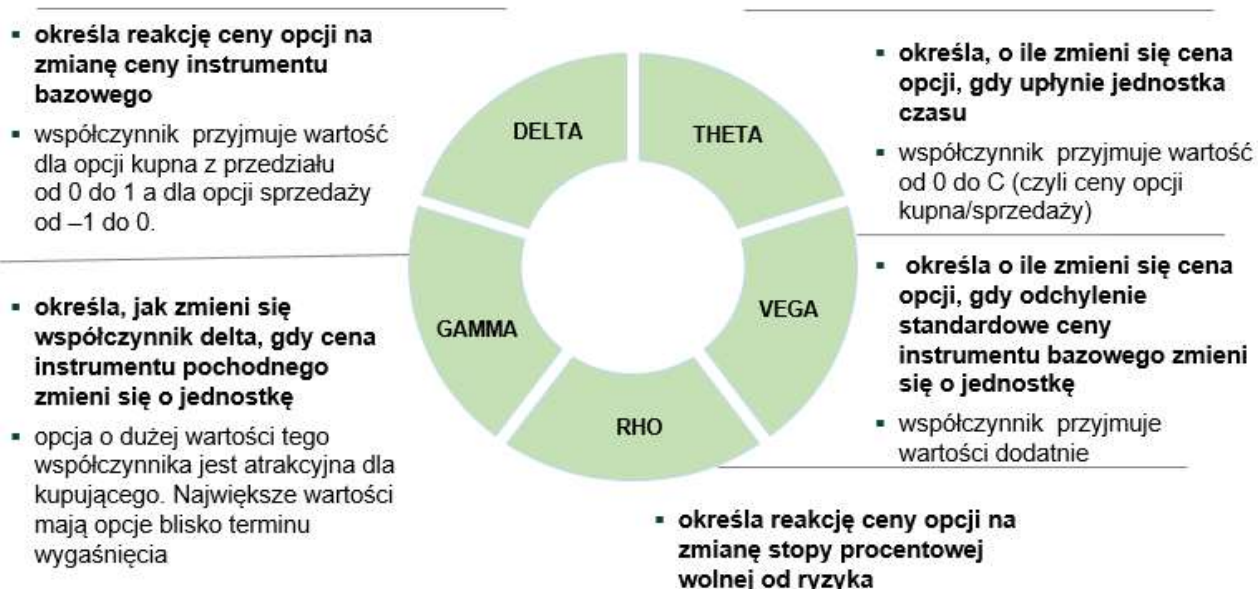 ▪ określa reakcję ceny opcji na
zmianę ceny instrumentu
bazowego
▪ współczynnik przyjmuje wartość
dla opcji kupna z przedziału
od 0 do 1 a dla opcji sprzedaży
od –1 do 0.
▪ określa, jak zmieni się
współczynnik delta, gdy cena
instrumentu pochodnego
zmieni się o jednostkę
▪ opcja o dużej wartości tego
współczynnika jest atrakcyjna dla
kupującego. Największe wartości
mają opcje blisko terminu
wygaśnięcia
DELTA
THETA
GAMMA
VEGA
RHO
▪ określa, o ile zmieni się cena
opcji, gdy upłynie jednostka
czasu
▪ współczynnik przyjmuje wartość
od 0 do C (czyli ceny opcji
kupna/sprzedaży)
▪ określa o ile zmieni się cena
opcji, gdy odchylenie
standardowe ceny
instrumentu bazowego zmieni
się o jednostkę
▪ współczynnik przyjmuje
wartości dodatnie
▪ określa reakcję ceny opcji na
zmianę stopy procentowej
wolnej od ryzyka